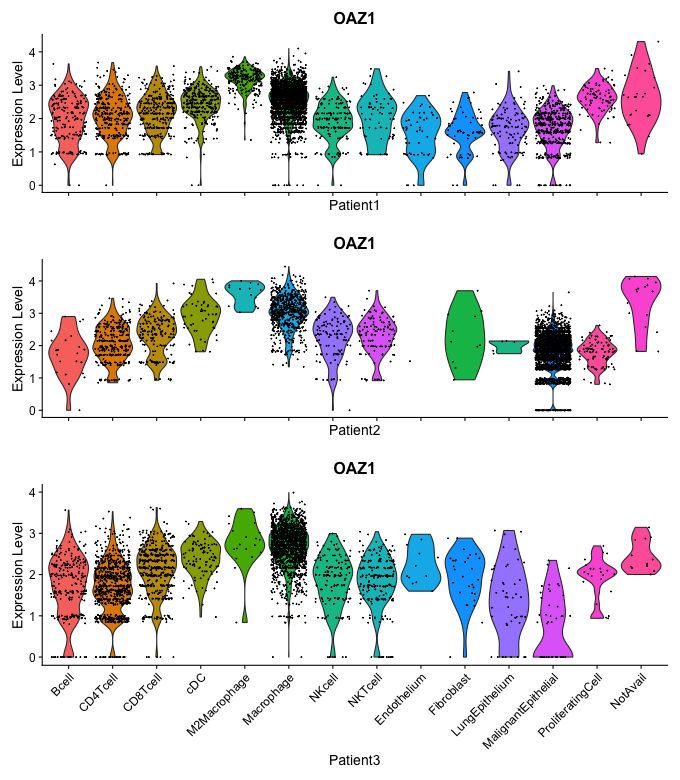 OAZ1
Expression Level
4
3
2
1
0
Patient1
OAZ1
Expression Level
4
3
2
1
0
Patient2
OAZ1
Expression Level
4
3
2
1
0
Bcell
CD4Tcell
CD8Tcell
cDC
M2Macrophage
Macrophage
NKcell
NKTcell
Endothelium
Fibroblast
LungEpithelium
MalignantEpithelial
ProliferatingCell
NotAvail
Patient3